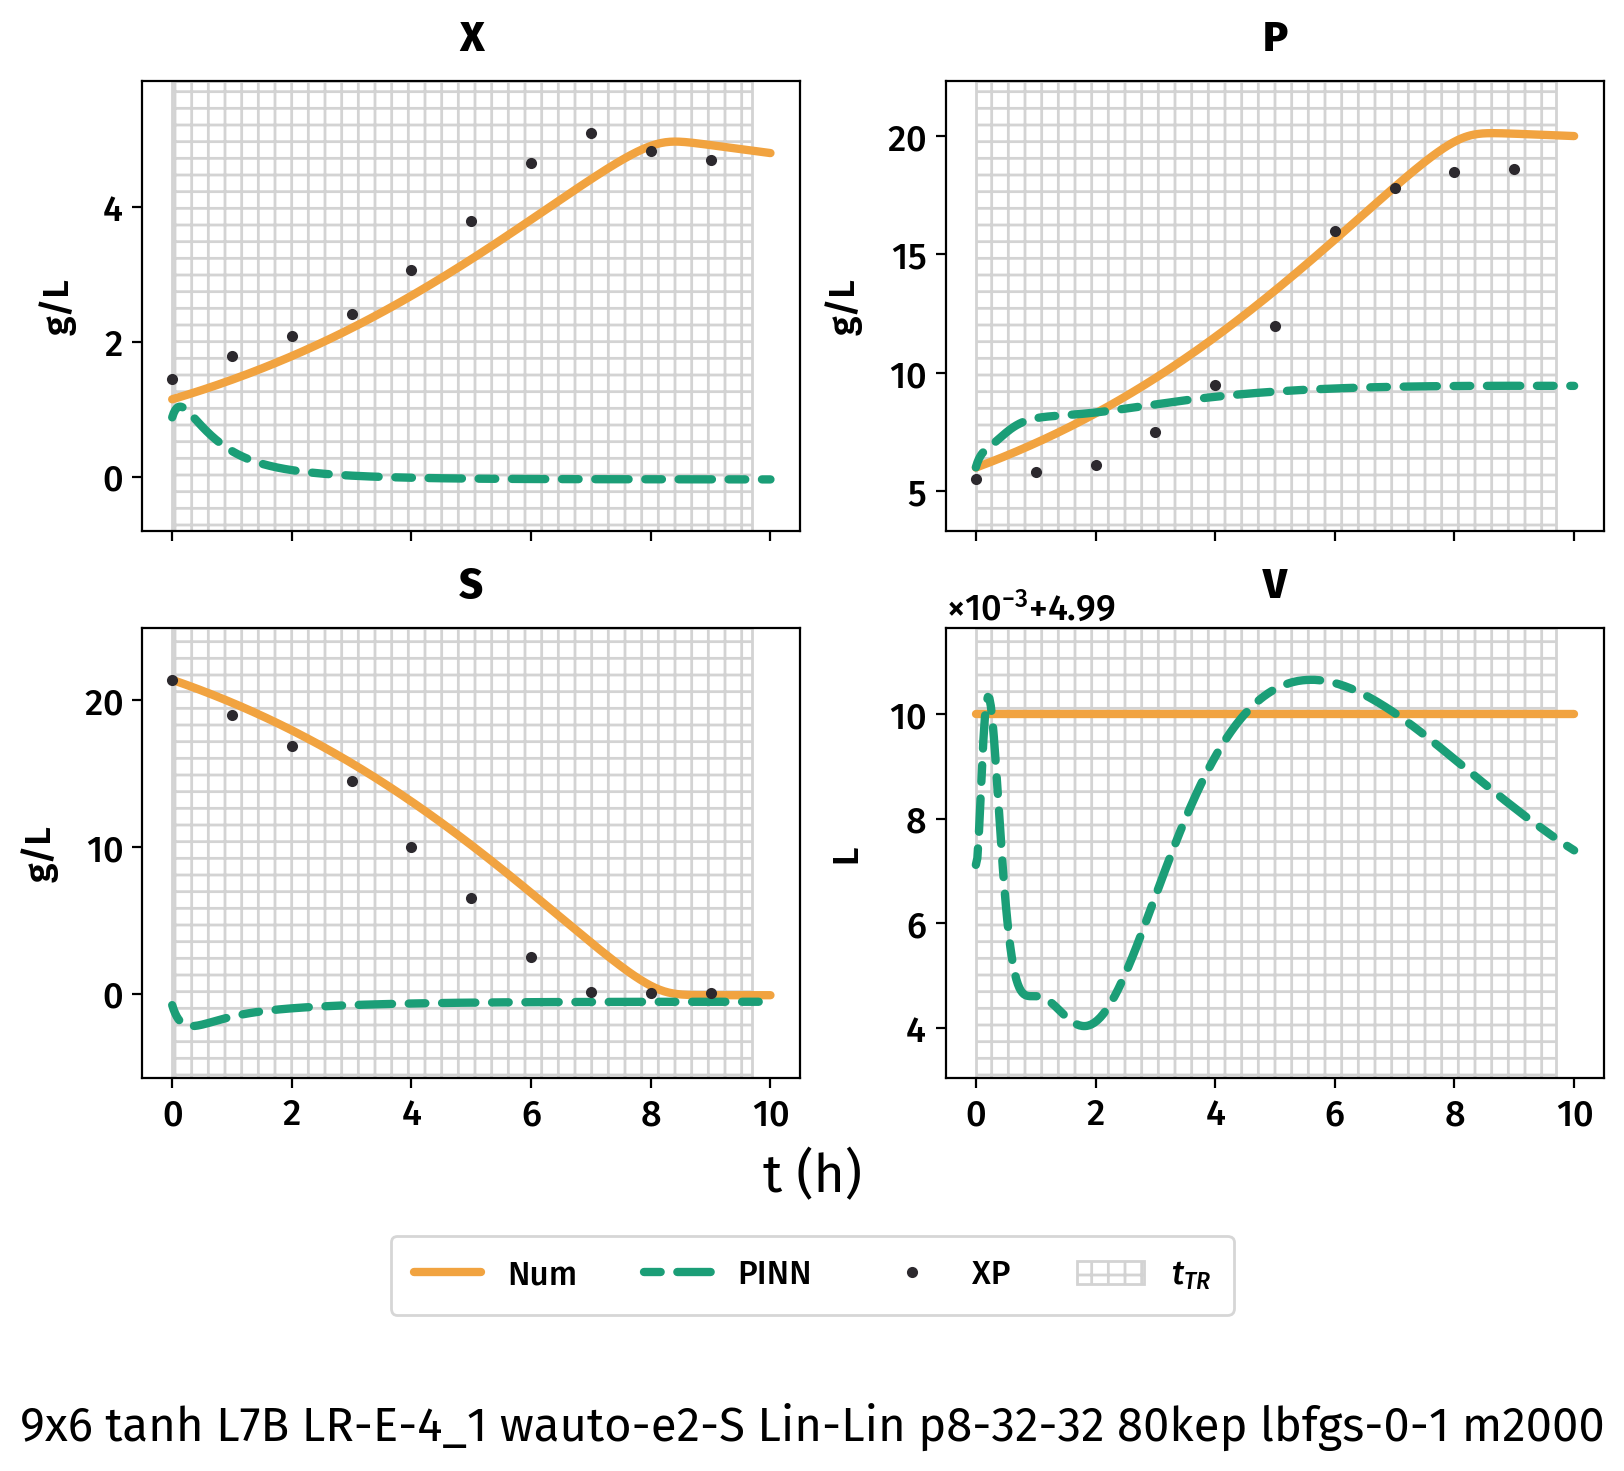 X
P
g/L
4
2
0
g/L
20
15
10
5
S
V
×10⁻³+4.99
g/L
20
10
0
L
10
8
6
4
0 2 4 6 8 10
0 2 4 6 8 10
t (h)
Num PINN XP t_TR
9x6 tanh L7B LR-E-4_1 wauto-e2-S Lin-Lin p8-32-32 80kep lbfgs-0-1 m2000